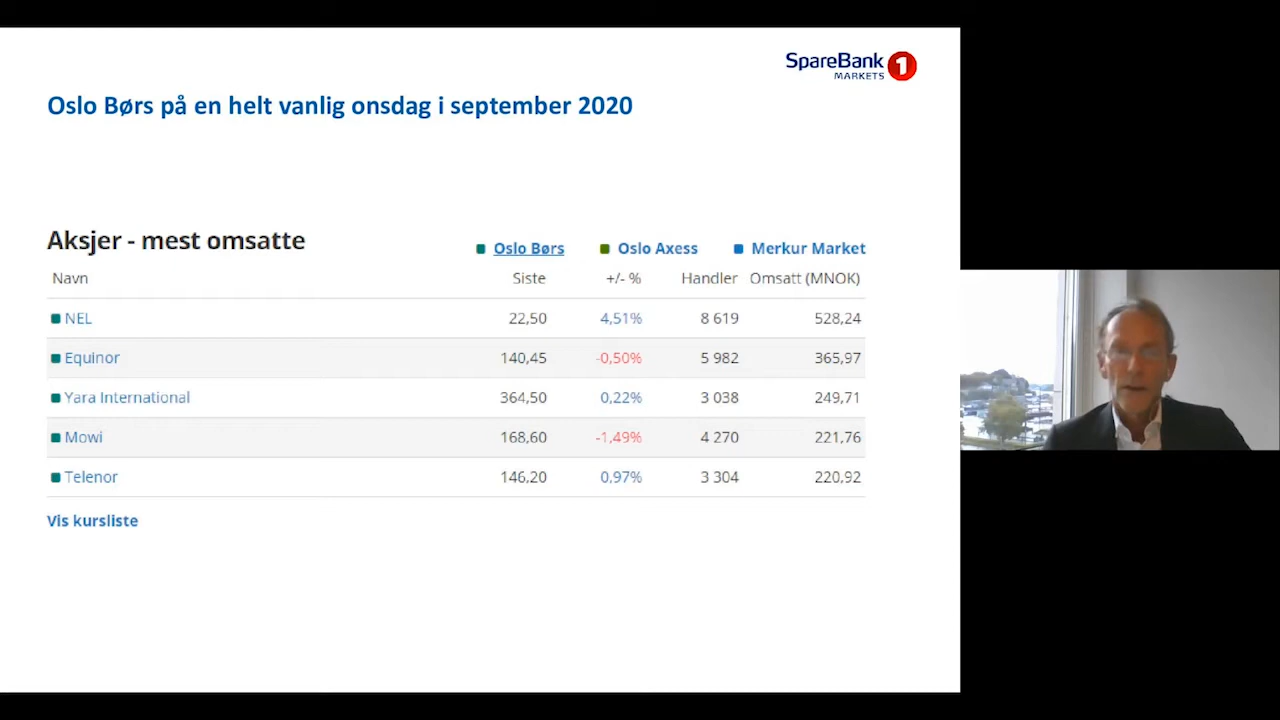 SpareBank 1
MARKETS
Oslo Børs på en helt vanlig onsdag i september 2020
Aksjer - mest omsatte
Oslo Børs Oslo Axess Merkur Market
Navn Siste +/- % Handler Omsatt (MNOK)
NEL 22,50 4,51% 8 619 528,24
Equinor 140,45 -0,50% 5 982 365,97
Yara International 364,50 0,22% 3 038 249,71
Mowi 168,60 -1,49% 4 270 221,76
Telenor 146,20 0,97% 3 304 220,92
Vis kursliste